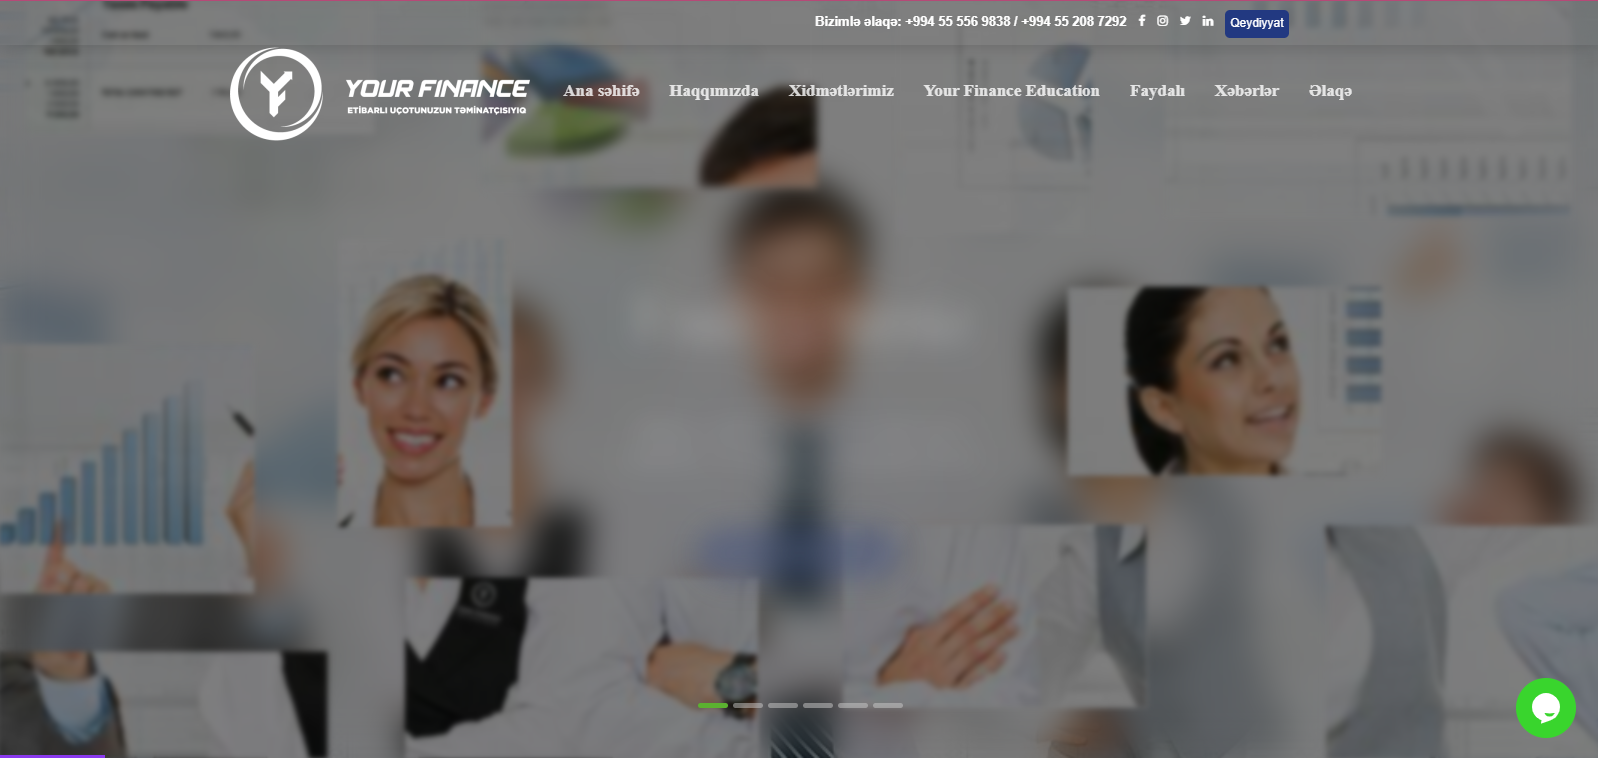 Bizimlə əlaqə: +994 55 556 9838 / +994 55 208 7292
Qeydiyyat
YOUR FINANCE
ETİBARLI UÇOTUNUZUN TƏMİNATÇISIYIQ
Ana səhifə
Haqqımızda
Xidmətlərimiz
Your Finance Education
Faydalı
Xəbərlər
Əlaqə